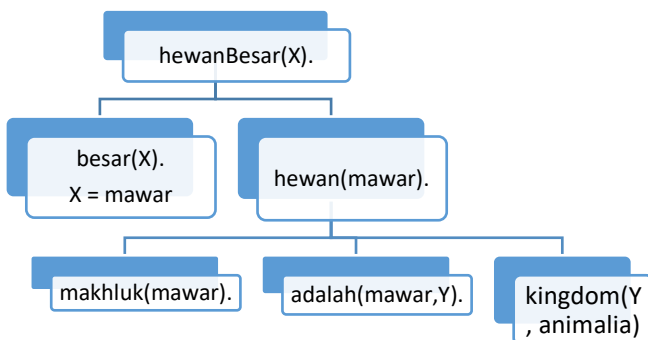 hewanBesar(X).
besar(X).
X = mawar
hewan(mawar).
makhluk(mawar).
adalah(mawar,Y).
kingdom(Y
, animalia)